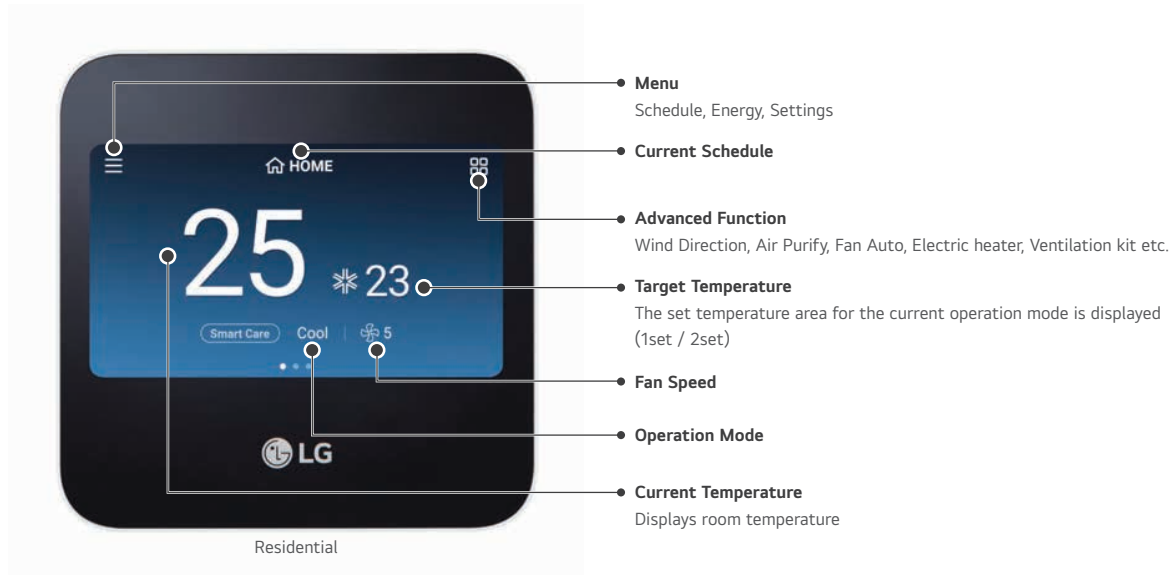 Menu
Schedule, Energy, Settings
HOME
Current Schedule
Advanced Function
Wind Direction, Air Purify, Fan Auto, Electric heater, Ventilation kit etc.
25
23
Target Temperature
The set temperature area for the current operation mode is displayed
(1set / 2set)
Smart Care Cool 5
Fan Speed
LG
Operation Mode
Current Temperature
Displays room temperature
Residential